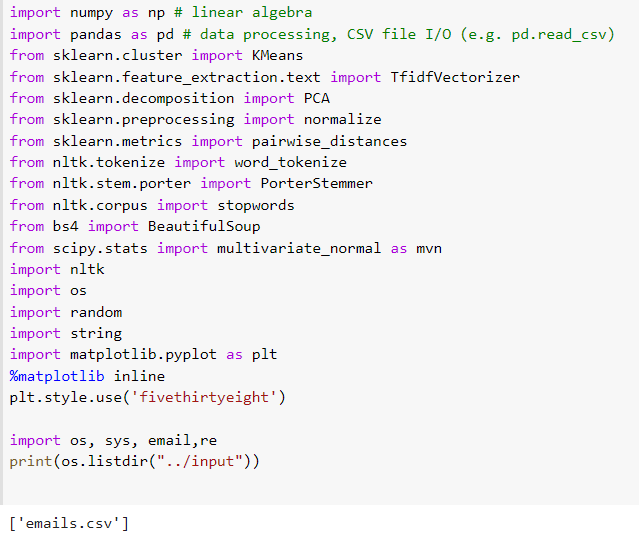 import numpy as np # linear algebra
import pandas as pd # data processing, CSV file I/O (e.g. pd.read_csv)
from sklearn.cluster import KMeans
from sklearn.feature_extraction.text import TfidfVectorizer
from sklearn.decomposition import PCA
from sklearn.preprocessing import normalize
from sklearn.metrics import pairwise_distances
from nltk.tokenize import word_tokenize
from nltk.stem.porter import PorterStemmer
from nltk.corpus import stopwords
from bs4 import BeautifulSoup
from scipy.stats import multivariate_normal as mvn
import nltk
import os
import random
import string
import matplotlib.pyplot as plt
%matplotlib inline
plt.style.use('fivethirtyeight')
import os, sys, email,re
print(os.listdir("../input"))
['emails.csv']